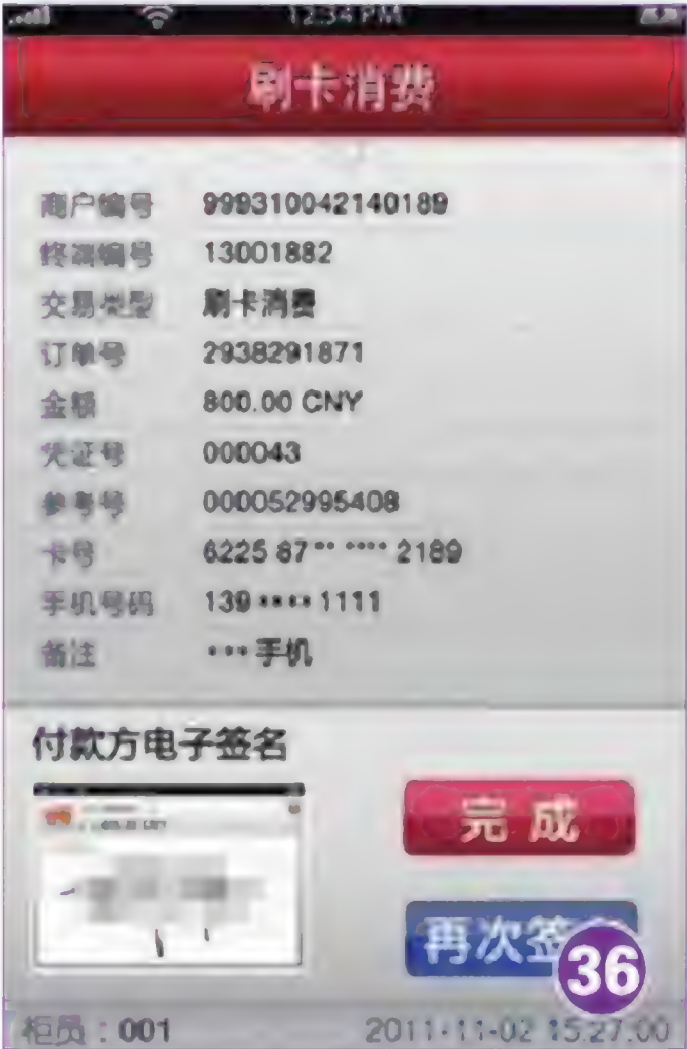 12:34 PM
刷卡消费
商户编号 999310042140189
终端编号 13001882
交易类型 刷卡消费
订单号 2938291871
金额 800.00 CNY
凭证号 000043
参考号 000052995408
卡号 6225 87** **** 2189
手机号码 139 **** 1111
备注 ***手机
付款方电子签名
完成
再次签
36
柜员：001
2011-11-02 15:27:00